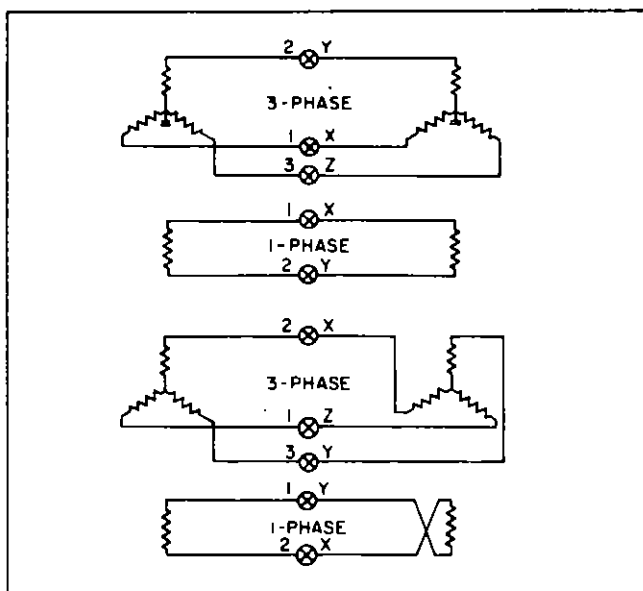 2 Y
3-PHASE
1 X
3 Z
1 X
1-PHASE
2 Y
2 X
3-PHASE
1 Z
3 Y
1 Y
1-PHASE
2 X